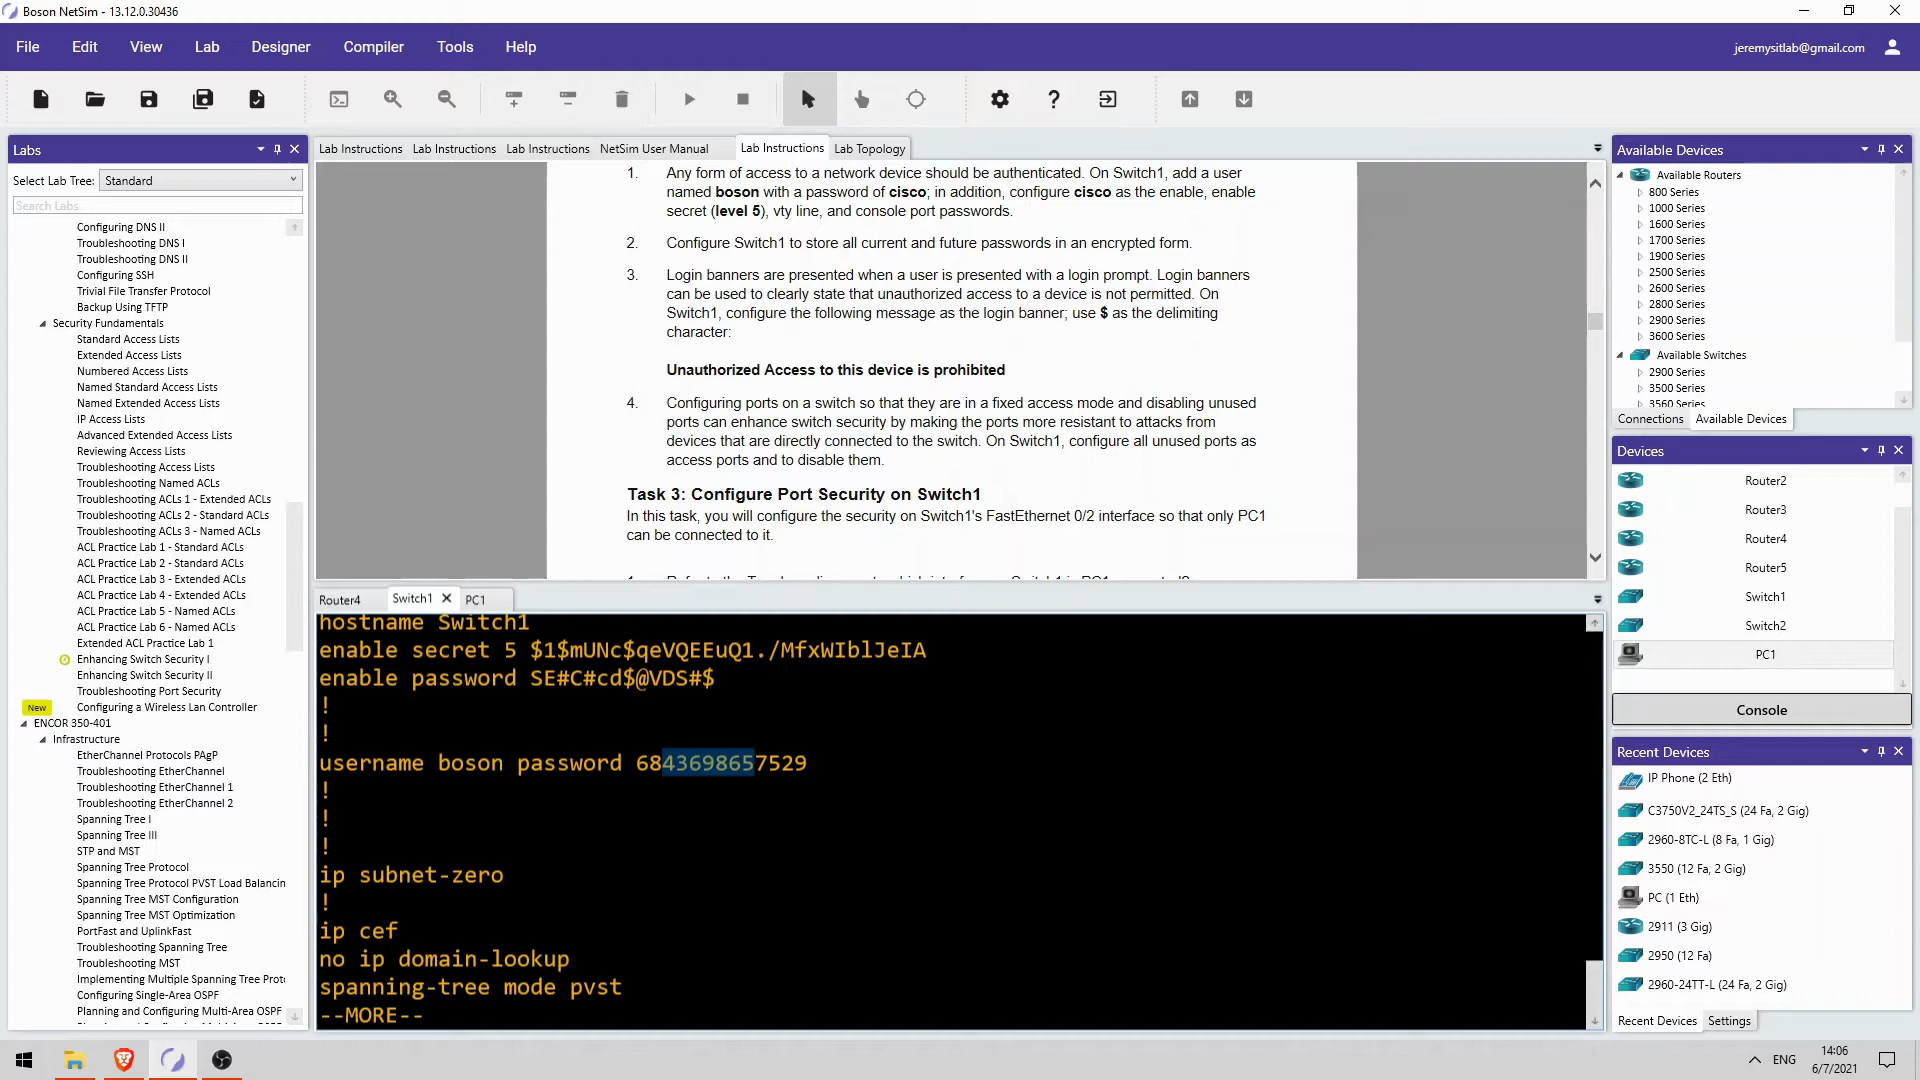 Boson NetSim - 13.12.0.30436
File Edit View Lab Designer Compiler Tools Help
jeremysitlab@gmail.com
Labs
Select Lab Tree: Standard
Search Labs
Configuring DNS II
Troubleshooting DNS I
Troubleshooting DNS II
Configuring SSH
Trivial File Transfer Protocol
Backup Using TFTP
Security Fundamentals
Standard Access Lists
Extended Access Lists
Numbered Access Lists
Named Standard Access Lists
Named Extended Access Lists
IP Access Lists
Advanced Extended Access Lists
Reviewing Access Lists
Troubleshooting Access Lists
Troubleshooting Named ACLs
Troubleshooting ACLs 1 - Extended ACLs
Troubleshooting ACLs 2 - Standard ACLs
Troubleshooting ACLs 3 - Named ACLs
ACL Practice Lab 1 - Standard ACLs
ACL Practice Lab 2 - Standard ACLs
ACL Practice Lab 3 - Extended ACLs
ACL Practice Lab 4 - Extended ACLs
ACL Practice Lab 5 - Named ACLs
ACL Practice Lab 6 - Named ACLs
Extended ACL Practice Lab 1
Enhancing Switch Security I
Enhancing Switch Security II
Troubleshooting Port Security
New Configuring a Wireless Lan Controller
ENCOR 350-401
Infrastructure
EtherChannel Protocols PAgP
Troubleshooting EtherChannel
Troubleshooting EtherChannel 1
Troubleshooting EtherChannel 2
Spanning Tree I
Spanning Tree III
STP and MST
Spanning Tree Protocol
Spanning Tree Protocol PVST Load Balancin
Spanning Tree MST Configuration
Spanning Tree MST Optimization
PortFast and UplinkFast
Troubleshooting Spanning Tree
Troubleshooting MST
Implementing Multiple Spanning Tree Prot
Configuring Single-Area OSPF
Planning and Configuring Multi-Area OSPF
Lab Instructions Lab Instructions Lab Instructions NetSim User Manual Lab Instructions Lab Topology
1. Any form of access to a network device should be authenticated. On Switch1, add a user
named boson with a password of cisco; in addition, configure cisco as the enable, enable
secret (level 5), vty line, and console port passwords.
2. Configure Switch1 to store all current and future passwords in an encrypted form.
3. Login banners are presented when a user is presented with a login prompt. Login banners
can be used to clearly state that unauthorized access to a device is not permitted. On
Switch1, configure the following message as the login banner; use $ as the delimiting
character:
Unauthorized Access to this device is prohibited
4. Configuring ports on a switch so that they are in a fixed access mode and disabling unused
ports can enhance switch security by making the ports more resistant to attacks from
devices that are directly connected to the switch. On Switch1, configure all unused ports as
access ports and to disable them.
Task 3: Configure Port Security on Switch1
In this task, you will configure the security on Switch1's FastEthernet 0/2 interface so that only PC1
can be connected to it.
Router4 Switch1 PC1
hostname Switch1
enable secret 5 $1$mUNc$qeVQEEuQ1./MfxWIblJeIA
enable password SE#C#cd$@VDS#$
!
!
username boson password 6843698657529
!
!
!
ip subnet-zero
!
ip cef
no ip domain-lookup
spanning-tree mode pvst
--MORE--
Available Devices
Available Routers
800 Series
1000 Series
1600 Series
1700 Series
1900 Series
2500 Series
2600 Series
2800 Series
2900 Series
3600 Series
Available Switches
2900 Series
3500 Series
3560 Series
Connections Available Devices
Devices
Router2
Router3
Router4
Router5
Switch1
Switch2
PC1
Console
Recent Devices
IP Phone (2 Eth)
C3750V2_24TS_S (24 Fa, 2 Gig)
2960-8TC-L (8 Fa, 1 Gig)
3550 (12 Fa, 2 Gig)
PC (1 Eth)
2911 (3 Gig)
2950 (12 Fa)
2960-24TT-L (24 Fa, 2 Gig)
Recent Devices Settings
ENG
14:06
6/7/2021